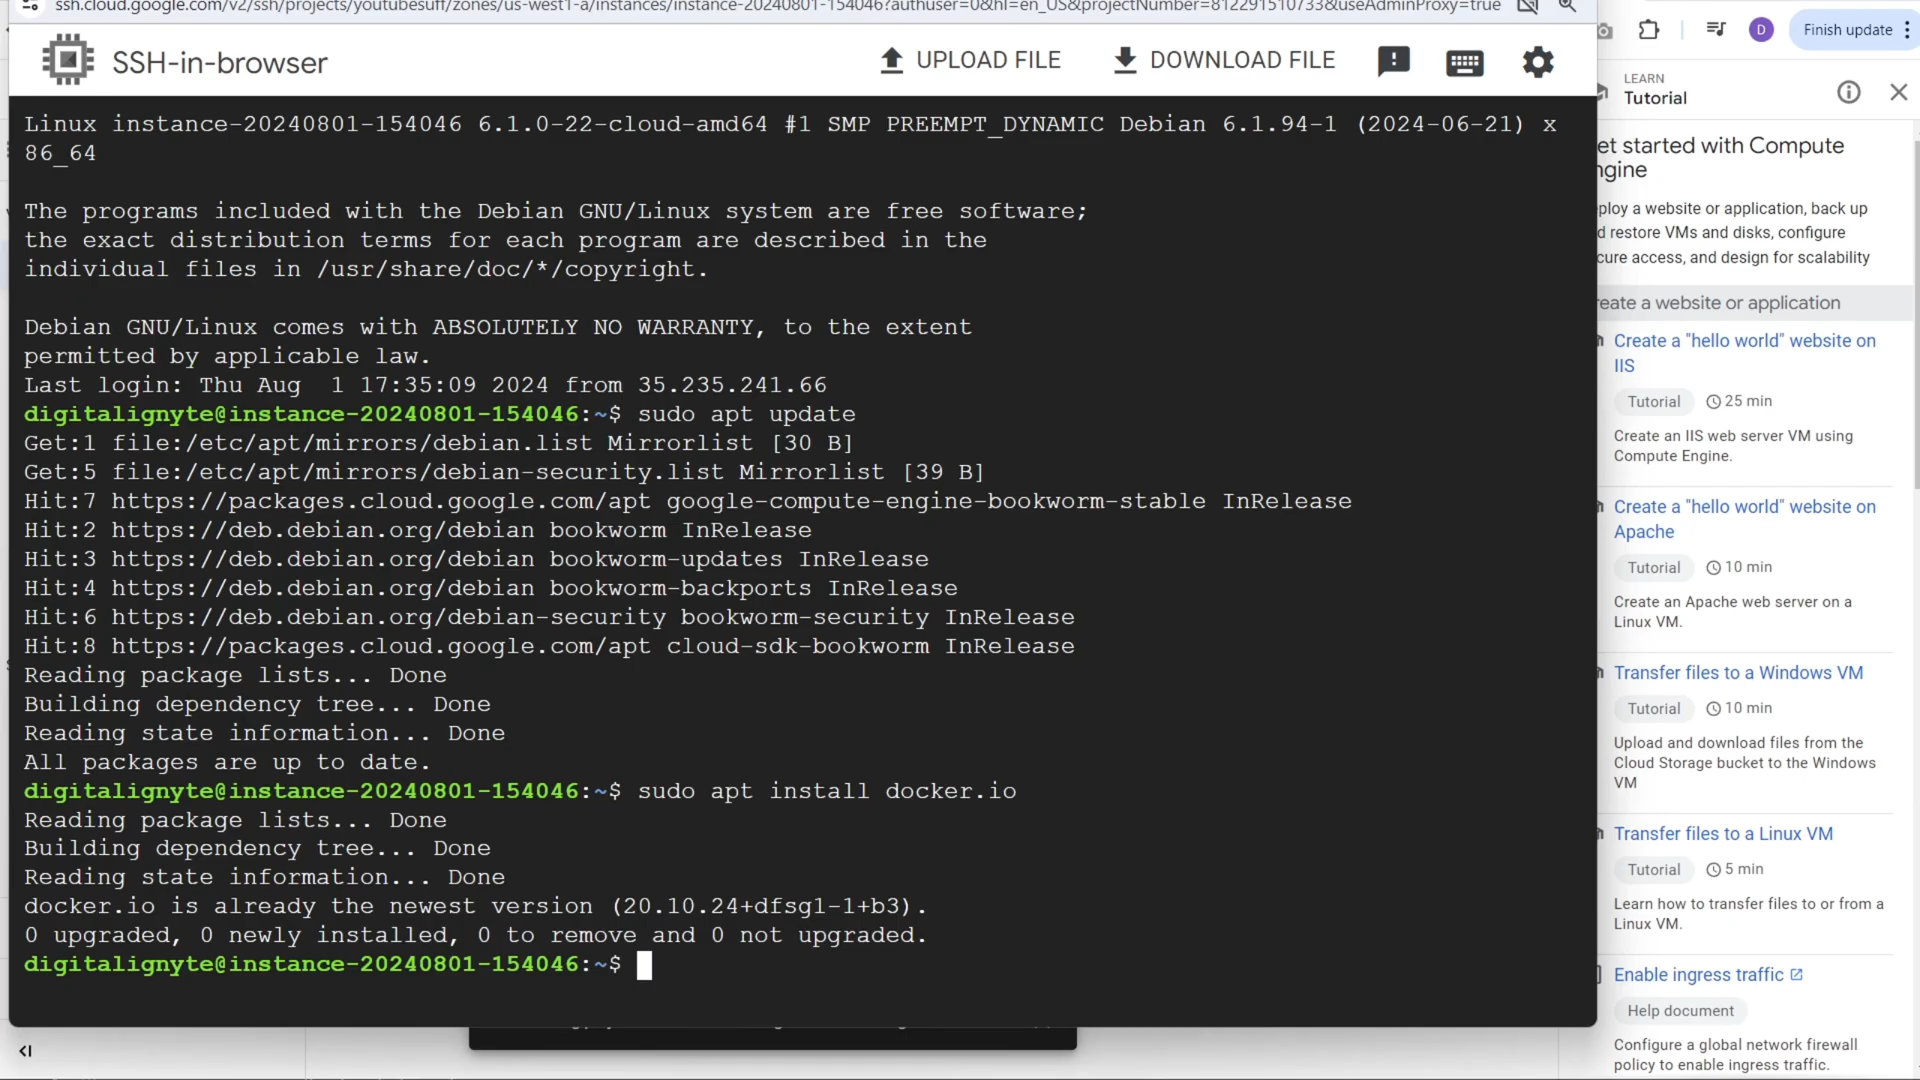 ssh.cloud.google.com/v2/ssh/projects/youtubesuff/zones/us-west1-a/instances/instance-20240801-154046?authuser=0&hl=en_US&projectNumber=812291510733&useAdminProxy=true
D
Finish update
SSH-in-browser
UPLOAD FILE
DOWNLOAD FILE
Linux instance-20240801-154046 6.1.0-22-cloud-amd64 #1 SMP PREEMPT_DYNAMIC Debian 6.1.94-1 (2024-06-21) x
86_64
The programs included with the Debian GNU/Linux system are free software;
the exact distribution terms for each program are described in the
individual files in /usr/share/doc/*/copyright.
Debian GNU/Linux comes with ABSOLUTELY NO WARRANTY, to the extent
permitted by applicable law.
Last login: Thu Aug  1 17:35:09 2024 from 35.235.241.66
digitalignyte@instance-20240801-154046:~$ sudo apt update
Get:1 file:/etc/apt/mirrors/debian.list Mirrorlist [30 B]
Get:5 file:/etc/apt/mirrors/debian-security.list Mirrorlist [39 B]
Hit:7 https://packages.cloud.google.com/apt google-compute-engine-bookworm-stable InRelease
Hit:2 https://deb.debian.org/debian bookworm InRelease
Hit:3 https://deb.debian.org/debian bookworm-updates InRelease
Hit:4 https://deb.debian.org/debian bookworm-backports InRelease
Hit:6 https://deb.debian.org/debian-security bookworm-security InRelease
Hit:8 https://packages.cloud.google.com/apt cloud-sdk-bookworm InRelease
Reading package lists... Done
Building dependency tree... Done
Reading state information... Done
All packages are up to date.
digitalignyte@instance-20240801-154046:~$ sudo apt install docker.io
Reading package lists... Done
Building dependency tree... Done
Reading state information... Done
docker.io is already the newest version (20.10.24+dfsg1-1+b3).
0 upgraded, 0 newly installed, 0 to remove and 0 not upgraded.
digitalignyte@instance-20240801-154046:~$
LEARN
Tutorial
et started with Compute
ngine
ploy a website or application, back up
d restore VMs and disks, configure
cure access, and design for scalability
reate a website or application
Create a "hello world" website on
IIS
Tutorial
25 min
Create an IIS web server VM using
Compute Engine.
Create a "hello world" website on
Apache
Tutorial
10 min
Create an Apache web server on a
Linux VM.
Transfer files to a Windows VM
Tutorial
10 min
Upload and download files from the
Cloud Storage bucket to the Windows
VM
Transfer files to a Linux VM
Tutorial
5 min
Learn how to transfer files to or from a
Linux VM.
Enable ingress traffic
Help document
Configure a global network firewall
policy to enable ingress traffic.